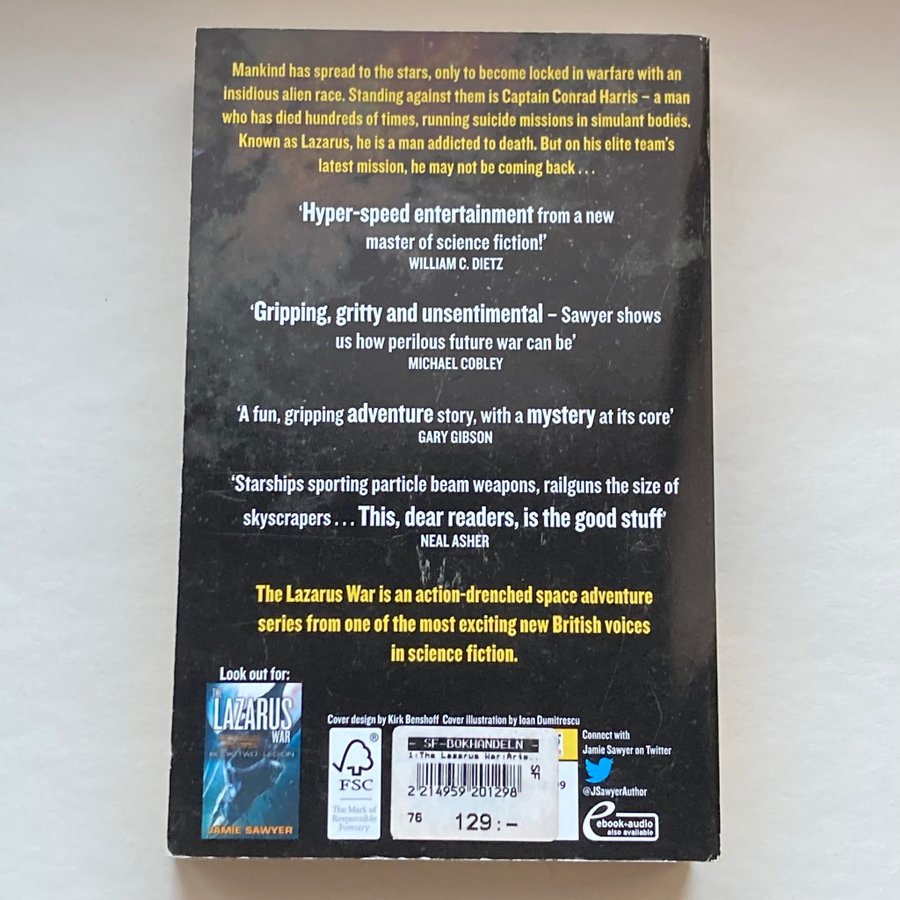 Mankind has spread to the stars, only to become locked in warfare with an
insidious alien race. Standing against them is Captain Conrad Harris – a man
who has died hundreds of times, running suicide missions in simulant bodies.
Known as Lazarus, he is a man addicted to death. But on his elite team's
latest mission, he may not be coming back . . .
'Hyper-speed entertainment from a new
master of science fiction!'
WILLIAM C. DIETZ
'Gripping, gritty and unsentimental – Sawyer shows
us how perilous future war can be'
MICHAEL COBLEY
'A fun, gripping adventure story, with a mystery at its core'
GARY GIBSON
'Starships sporting particle beam weapons, railguns the size of
skyscrapers . . . This, dear readers, is the good stuff'
NEAL ASHER
The Lazarus War is an action-drenched space adventure
series from one of the most exciting new British voices
in science fiction.
Look out for:
THE
LAZARUS
WAR
BOOK TWO: LEGION
JAMIE SAWYER
Cover design by Kirk Benshoff Cover illustration by Ioan Dumitrescu
®
FSC
The Mark of
Responsible
Forestry
- SF-BOKHANDELN -
1:The Lazarus War:Arte..
SF
2 214959 201298
76
129:-
99
Connect with
Jamie Sawyer on Twitter
@JSawyerAuthor
ebook+audio
also available